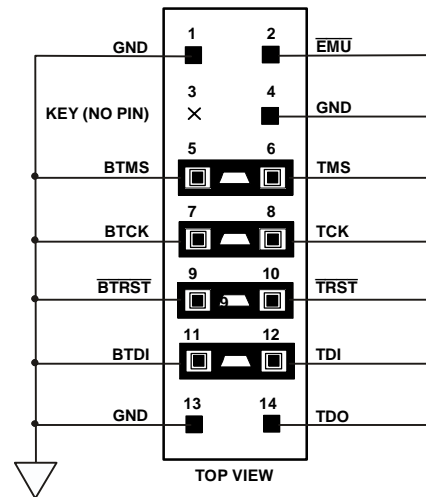 1 2
GND EMU
3 4
KEY (NO PIN) GND
5 6
BTMS TMS
7 8
BTCK TCK
9 10
BTRST TRST
9
11 12
BTDI TDI
13 14
GND TDO
TOP VIEW